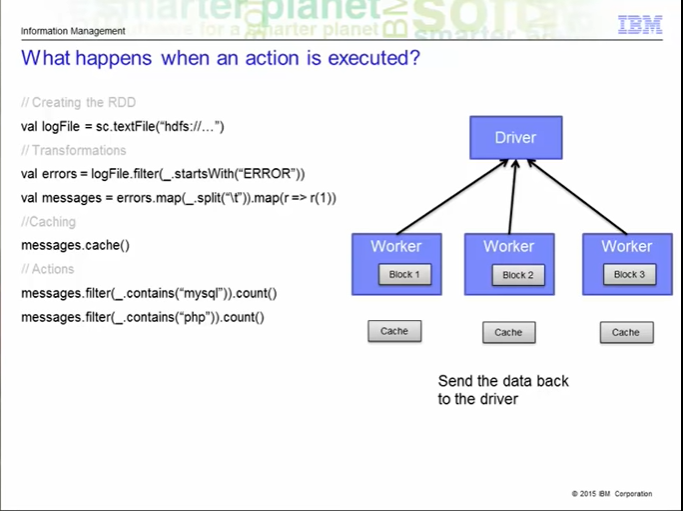 Information Management
IBM
What happens when an action is executed?
// Creating the RDD
val logFile = sc.textFile(“hdfs://…”)
// Transformations
val errors = logFile.filter(_.startsWith(“ERROR”))
val messages = errors.map(_.split(“\t”)).map(r => r(1))
//Caching
messages.cache()
// Actions
messages.filter(_.contains(“mysql”)).count()
messages.filter(_.contains(“php”)).count()
Driver
Worker Worker Worker
Block 1 Block 2 Block 3
Cache Cache Cache
Send the data back
to the driver
© 2015 IBM Corporation